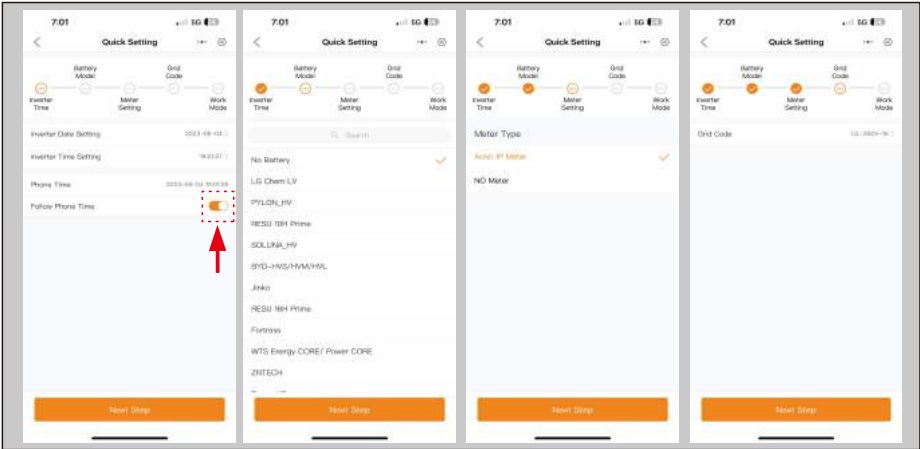 7:01
5G
Quick Setting
Battery Model
Grid Code
Inverter Time
Meter Setting
Work Mode
Inverter Date Setting
Inverter Time Setting
Phone Time
Follow Phone Time
Next Step
7:01
5G
Quick Setting
Battery Model
Grid Code
Inverter Time
Meter Setting
Work Mode
Search
No Battery
LG Chem LV
PYLON_HV
RESU 10H Prime
SOLUNA_HV
BYD-HVS/HVM/HVL
Jinko
RESU 16H Prime
Fortress
WTS Energy CORE/ Power CORE
ZNTECH
Next Step
7:01
5G
Quick Setting
Battery Model
Grid Code
Inverter Time
Meter Setting
Work Mode
Meter Type
Acrel 1P Meter
NO Meter
Next Step
7:01
5G
Quick Setting
Battery Model
Grid Code
Inverter Time
Meter Setting
Work Mode
Grid Code
Next Step